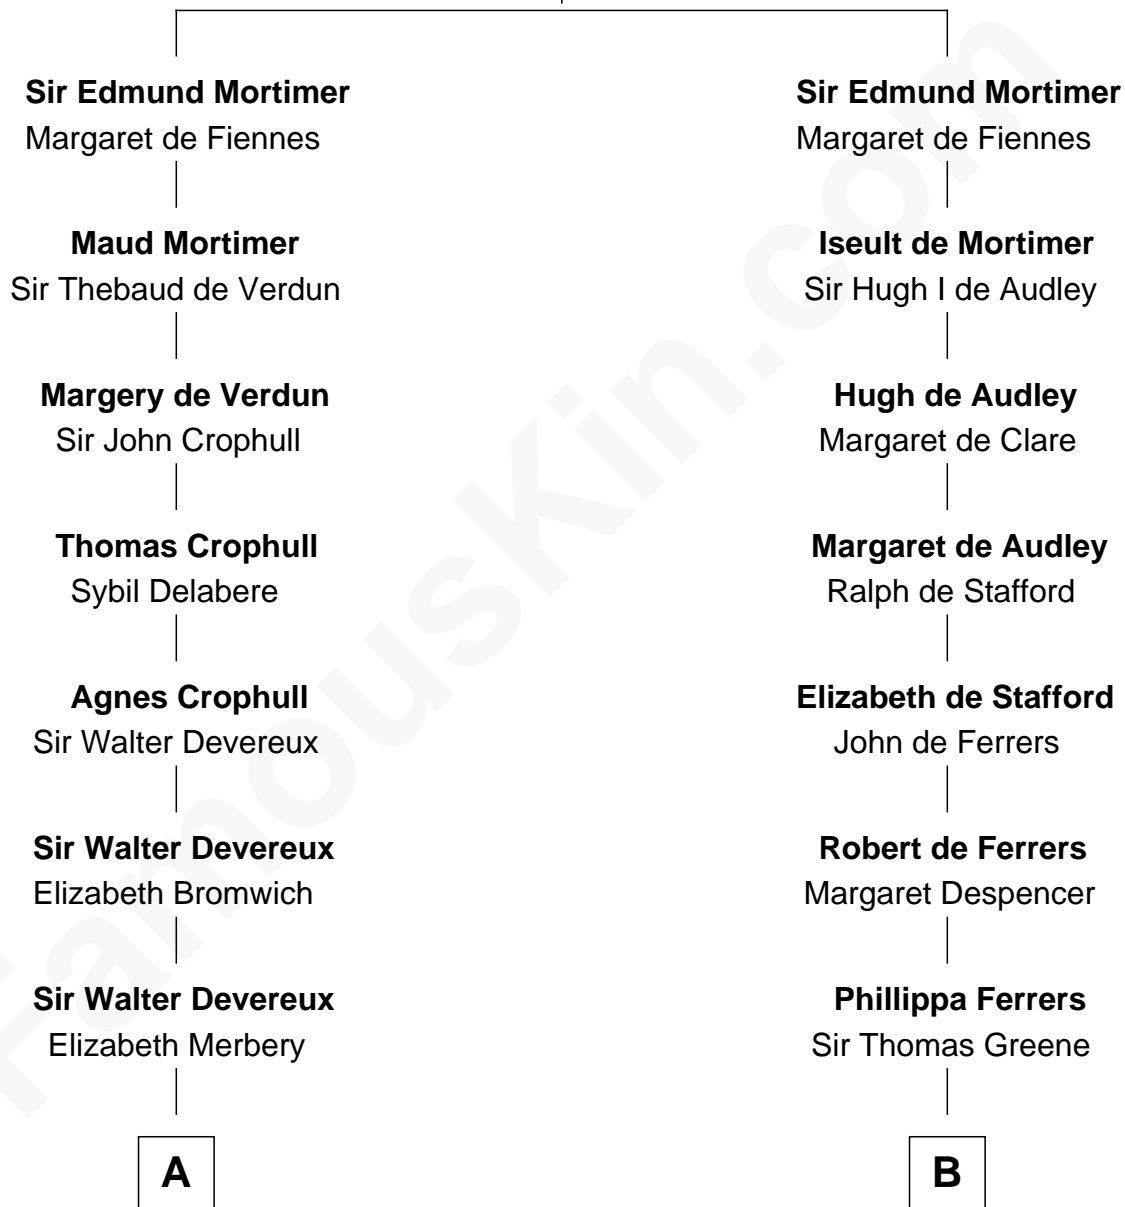 Sir Edmund Mortimer
Margaret de Fiennes
Maud Mortimer
Sir Thebaud de Verdun
Margery de Verdun
Sir John Crophull
Thomas Crophull
Sybil Delabere
Agnes Crophull
Sir Walter Devereux
Sir Walter Devereux
Elizabeth Bromwich
Sir Walter Devereux
Elizabeth Merbery
A
Sir Edmund Mortimer
Margaret de Fiennes
Iseult de Mortimer
Sir Hugh I de Audley
Hugh de Audley
Margaret de Clare
Margaret de Audley
Ralph de Stafford
Elizabeth de Stafford
John de Ferrers
Robert de Ferrers
Margaret Despencer
Phillippa Ferrers
Sir Thomas Greene
B
FamousKin.com